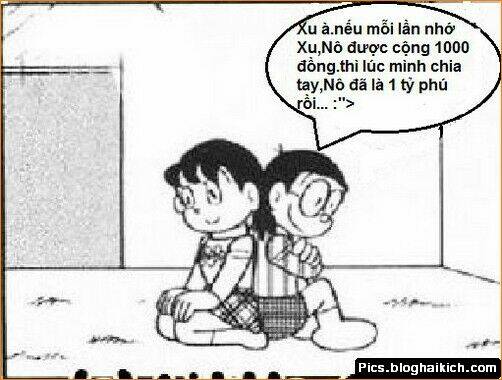 Xu à.nếu mỗi lần nhớ
Xu,Nô được cộng 1000
đồng.thì lúc mình chia
tay,Nô đã là 1 tỷ phú
rồi... :">
Pics.bloghaikich.com